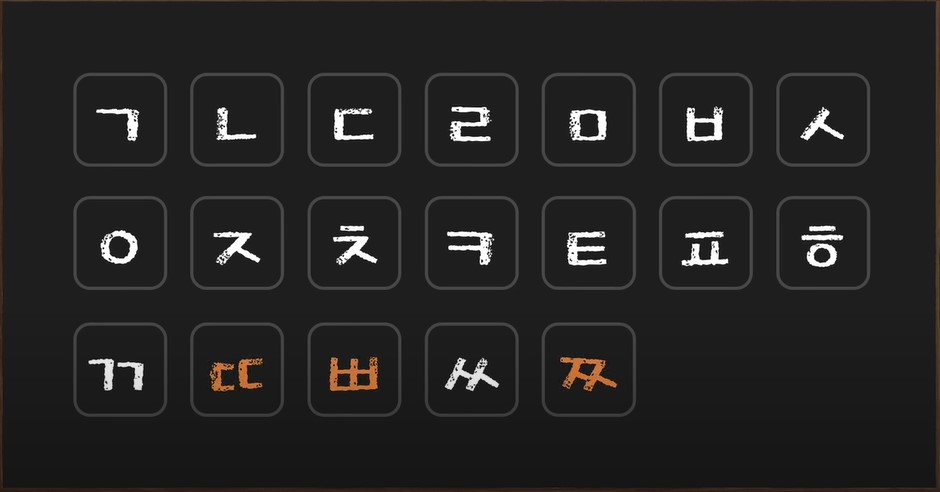 ㄱ ㄴ ㄷ ㄹ ㅁ ㅂ ㅅ
ㅇ ㅈ ㅊ ㅋ ㅌ ㅍ ㅎ
ㄲ ㄸ ㅃ ㅆ ㅉ